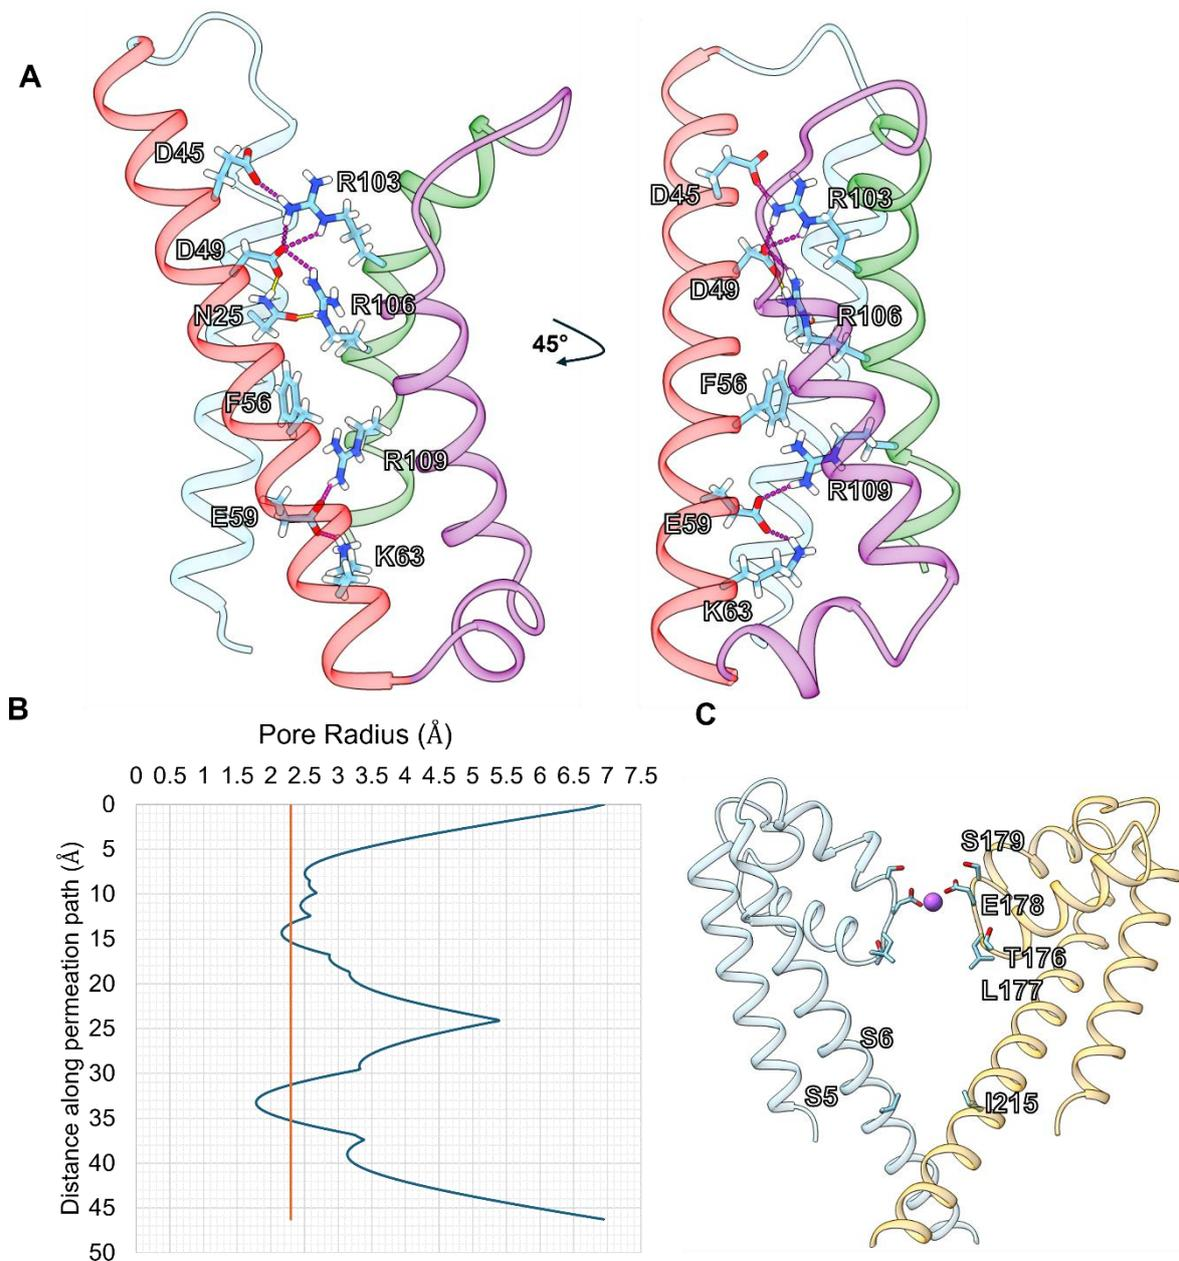 A
D45
R103
D49
N25
R106
F56
R109
E59
K63
45°
D45
R103
D49
R106
F56
R109
E59
K63
B
Pore Radius (Å)
0 0.5 1 1.5 2 2.5 3 3.5 4 4.5 5 5.5 6 6.5 7 7.5
Distance along permeation path (Å)
0
5
10
15
20
25
30
35
40
45
50
C
S179
E178
T176
L177
S6
S5
I215